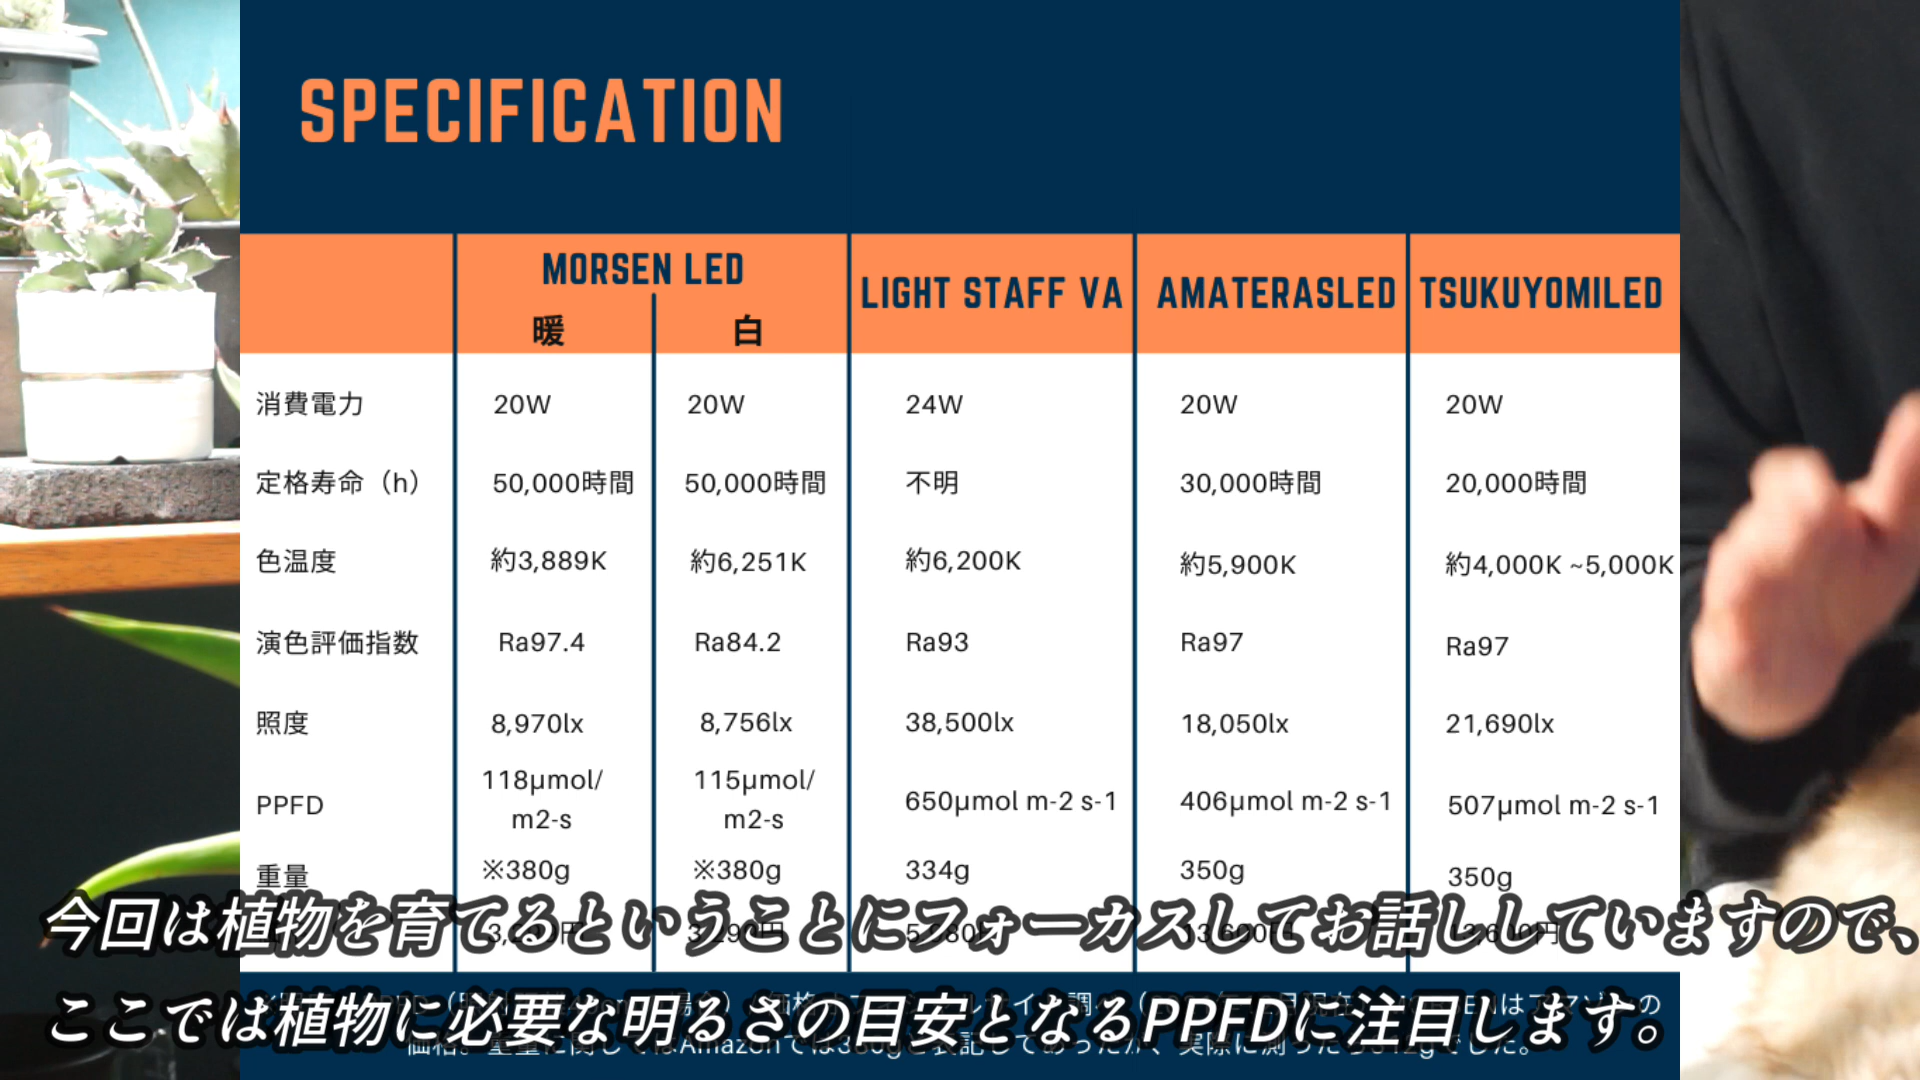 SPECIFICATION
MORSEN LED
暖 白
LIGHT STAFF VA
AMATERASLED
TSUKUYOMILED
消費電力 20W 20W 24W 20W 20W
定格寿命（h） 50,000時間 50,000時間 不明 30,000時間 20,000時間
色温度 約3,889K 約6,251K 約6,200K 約5,900K 約4,000K ~5,000K
演色評価指数 Ra97.4 Ra84.2 Ra93 Ra97 Ra97
照度 8,970lx 8,756lx 38,500lx 18,050lx 21,690lx
PPFD 118μmol/m2-s 115μmol/m2-s 650μmol m-2 s-1 406μmol m-2 s-1 507μmol m-2 s-1
重量 ※380g ※380g 334g 350g 350g
今回は植物を育てるということにフォーカスしてお話ししていますので、
ここでは植物に必要な明るさの目安となるPPFDに注目します。